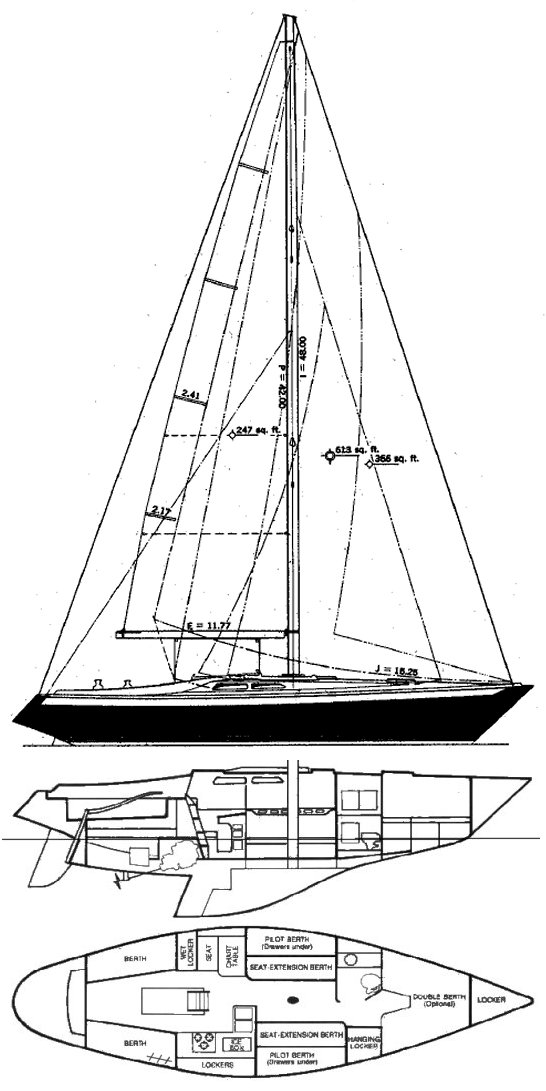 I = 48.00
P = 42.00
2.41
247 sq. ft.
613 sq. ft.
366 sq. ft.
2.17
E = 11.77
J = 15.25
BERTH
WET
LOCKER
SEAT
CHART
TABLE
PILOT BERTH
(Drawers under)
SEAT-EXTENSION BERTH
DOUBLE BERTH
(Optional)
LOCKER
BERTH
ICE
BOX
LOCKERS
SEAT-EXTENSION BERTH
PILOT BERTH
(Drawers under)
HANGING
LOCKER